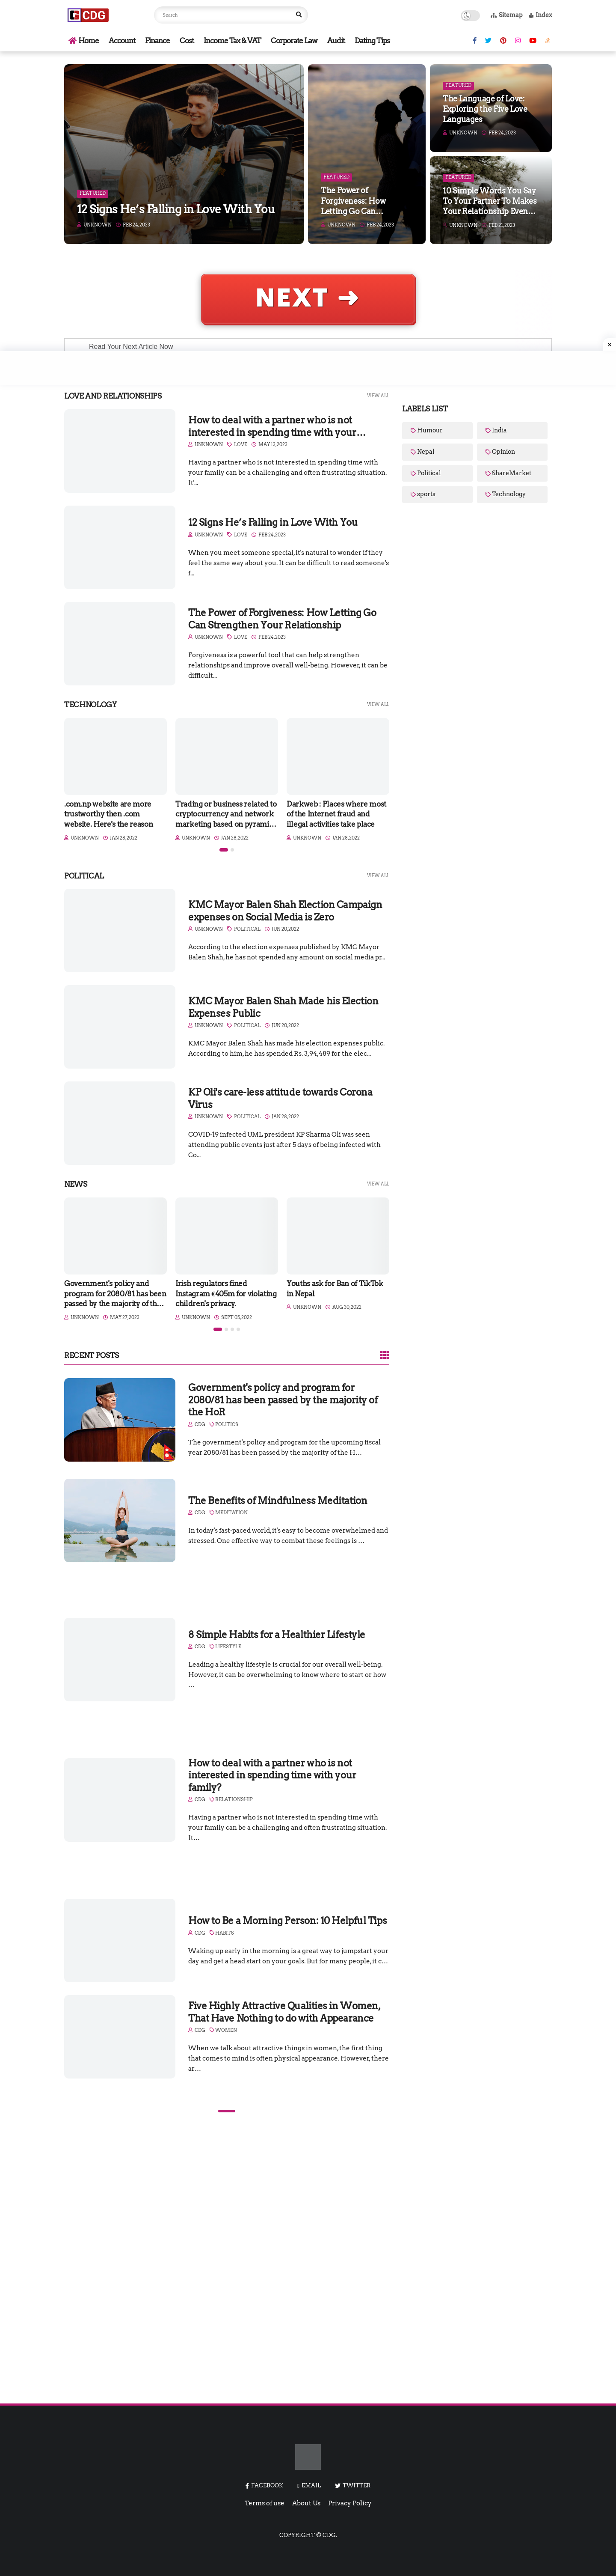 CDG
Search
Sitemap
Index
Home
Account
Finance
Cost
Income Tax & VAT
Corporate Law
Audit
Dating Tips
FEATURED
12 Signs He's Falling in Love With You
UNKNOWN FEB 24, 2023
FEATURED
The Power of
Forgiveness: How
Letting Go Can...
UNKNOWN FEB 24, 2023
FEATURED
The Language of Love:
Exploring the Five Love
Languages
UNKNOWN FEB 24, 2023
FEATURED
10 Simple Words You Say
To Your Partner To Makes
Your Relationship Even...
UNKNOWN FEB 21, 2023
NEXT ➜
Read Your Next Article Now
×
LOVE AND RELATIONSHIPS
VIEW ALL
How to deal with a partner who is not
interested in spending time with your...
UNKNOWN LOVE MAY 13, 2023
Having a partner who is not interested in spending time with
your family can be a challenging and often frustrating situation.
It'...
12 Signs He's Falling in Love With You
UNKNOWN LOVE FEB 24, 2023
When you meet someone special, it's natural to wonder if they
feel the same way about you. It can be difficult to read someone's
f...
The Power of Forgiveness: How Letting Go
Can Strengthen Your Relationship
UNKNOWN LOVE FEB 24, 2023
Forgiveness is a powerful tool that can help strengthen
relationships and improve overall well-being. However, it can be
difficult...
LABELS LIST
Humour
India
Nepal
Opinion
Political
ShareMarket
sports
Technology
TECHNOLOGY
VIEW ALL
.com.np website are more
trustworthy then .com
website. Here's the reason
UNKNOWN JAN 28, 2022
Trading or business related to
cryptocurrency and network
marketing based on pyrami...
UNKNOWN JAN 28, 2022
Darkweb : Places where most
of the Internet fraud and
illegal activities take place
UNKNOWN JAN 28, 2022
POLITICAL
VIEW ALL
KMC Mayor Balen Shah Election Campaign
expenses on Social Media is Zero
UNKNOWN POLITICAL JUN 20, 2022
According to the election expenses published by KMC Mayor
Balen Shah, he has not spended any amount on social media pr...
KMC Mayor Balen Shah Made his Election
Expenses Public
UNKNOWN POLITICAL JUN 20, 2022
KMC Mayor Balen Shah has made his election expenses public.
According to him, he has spended Rs. 3,94,489 for the elec...
KP Oli's care-less attitude towards Corona
Virus
UNKNOWN POLITICAL JAN 28, 2022
COVID-19 infected UML president KP Sharma Oli was seen
attending public events just after 5 days of being infected with
Co...
NEWS
VIEW ALL
Government's policy and
program for 2080/81 has been
passed by the majority of th...
UNKNOWN MAY 27, 2023
Irish regulators fined
Instagram €405m for violating
children's privacy.
UNKNOWN SEPT 05, 2022
Youths ask for Ban of TikTok
in Nepal
UNKNOWN AUG 30, 2022
RECENT POSTS
Government's policy and program for
2080/81 has been passed by the majority of
the HoR
CDG POLITICS
The government's policy and program for the upcoming fiscal
year 2080/81 has been passed by the majority of the H…
The Benefits of Mindfulness Meditation
CDG MEDITATION
In today's fast-paced world, it's easy to become overwhelmed and
stressed. One effective way to combat these feelings is …
8 Simple Habits for a Healthier Lifestyle
CDG LIFESTYLE
Leading a healthy lifestyle is crucial for our overall well-being.
However, it can be overwhelming to know where to start or how
…
How to deal with a partner who is not
interested in spending time with your
family?
CDG RELATIONSHIP
Having a partner who is not interested in spending time with
your family can be a challenging and often frustrating situation.
It…
How to Be a Morning Person: 10 Helpful Tips
CDG HABITS
Waking up early in the morning is a great way to jumpstart your
day and get a head start on your goals. But for many people, it c…
Five Highly Attractive Qualities in Women,
That Have Nothing to do with Appearance
CDG WOMEN
When we talk about attractive things in women, the first thing
that comes to mind is often physical appearance. However, there
ar…
FACEBOOK
EMAIL
TWITTER
Terms of use
About Us
Privacy Policy
COPYRIGHT © CDG.